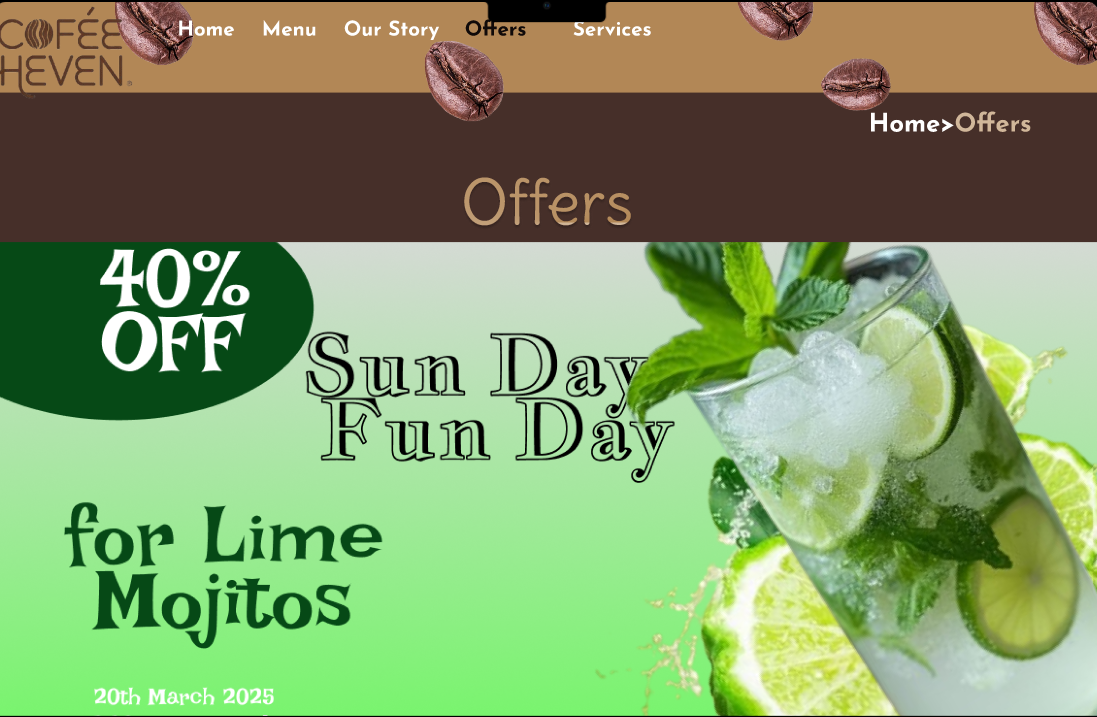 COFÉE
HEVEN
Home Menu Our Story Offers Services
Home>Offers
Offers
40%
OFF
Sun Day
Fun Day
for Lime
Mojitos
20th March 2025